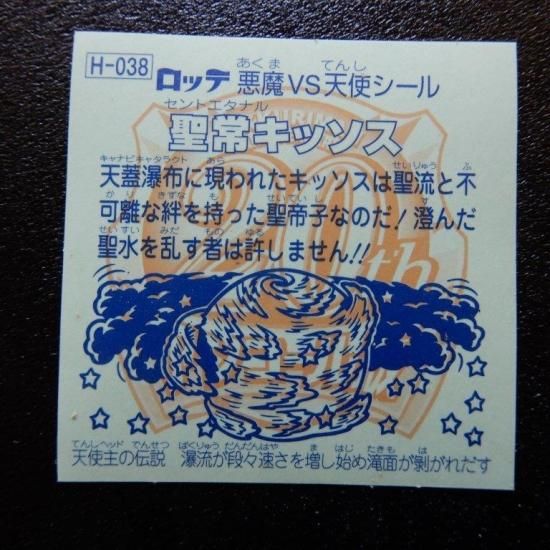 H-038 ロッテ 悪魔VS天使シール
あくま てんし
セントエタナル
聖常キッソス
キャナピキャタラクト あら せいりゅう ふ
天蓋瀑布に現われたキッソスは聖流と不
かり きずな も せいていし す
可離な絆を持った聖帝子なのだ!澄んだ
せいすい みだ もの ゆる
聖水を乱す者は許しません!!
20th
てんしヘッド でんせつ ばくりゅう だんだんはや ま はじ たきも は
天使主の伝説 瀑流が段々速さを増し始め滝面が剝がれだす